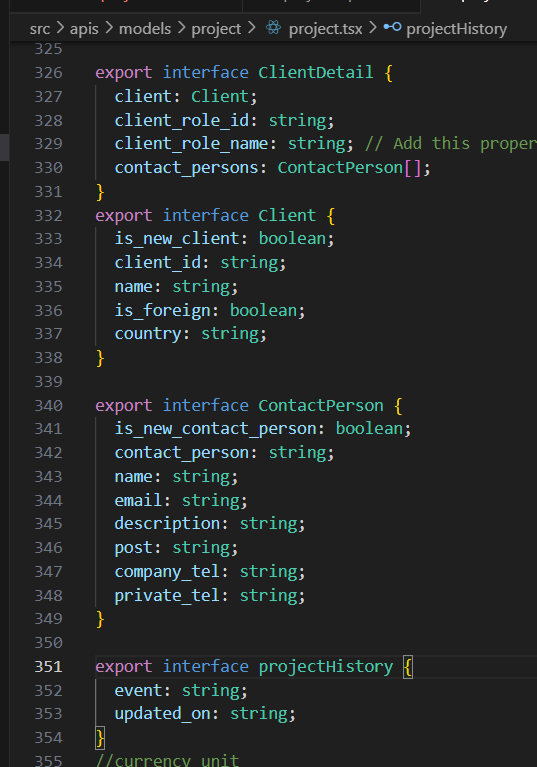 src > apis > models > project > project.tsx > projectHistory
325
326 export interface ClientDetail {
327 client: Client;
328 client_role_id: string;
329 client_role_name: string; // Add this proper
330 contact_persons: ContactPerson[];
331 }
332 export interface Client {
333 is_new_client: boolean;
334 client_id: string;
335 name: string;
336 is_foreign: boolean;
337 country: string;
338 }
339
340 export interface ContactPerson {
341 is_new_contact_person: boolean;
342 contact_person: string;
343 name: string;
344 email: string;
345 description: string;
346 post: string;
347 company_tel: string;
348 private_tel: string;
349 }
350
351 export interface projectHistory {
352 event: string;
353 updated_on: string;
354 }
355 //currency unit